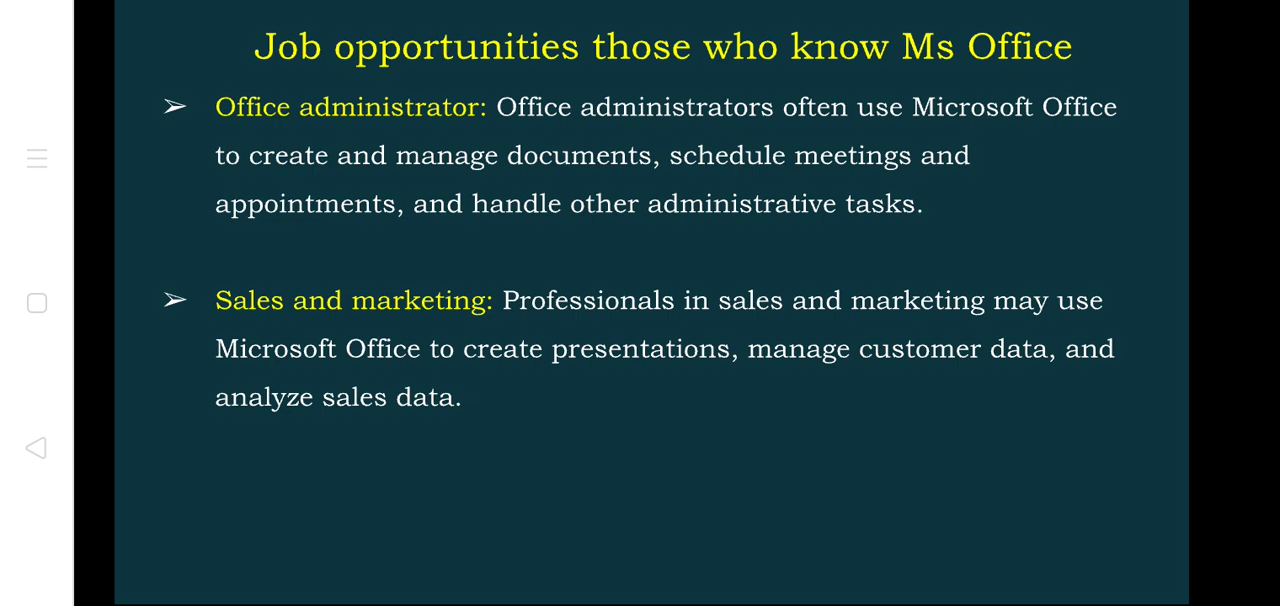 Job opportunities those who know Ms Office
➢ Office administrator: Office administrators often use Microsoft Office
to create and manage documents, schedule meetings and
appointments, and handle other administrative tasks.
➢ Sales and marketing: Professionals in sales and marketing may use
Microsoft Office to create presentations, manage customer data, and
analyze sales data.